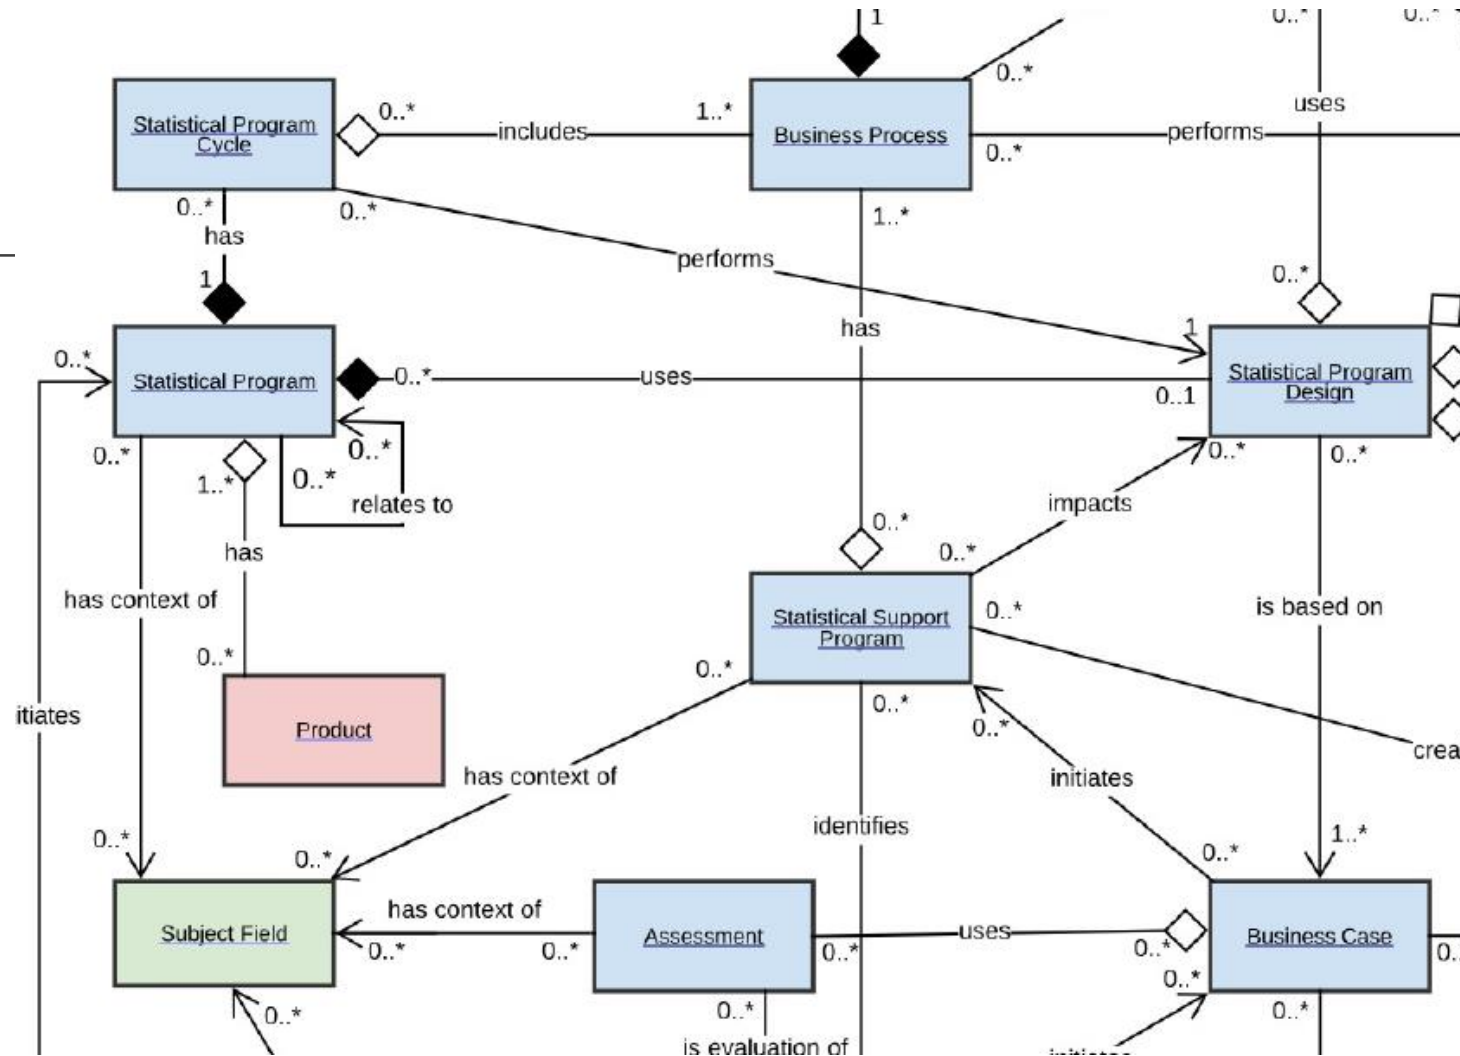 1
0..*
0..*
0..*
Statistical Program
Cycle
0..*
includes
1..*
Business Process
performs
0..*
uses
0..*
has
1
0..*
performs
1..*
has
0..*
1
Statistical Program
0..*
0..*
uses
0..1
Statistical Program
Design
0..*
1..*
has
0..*
0..*
0..*
relates to
impacts
0..*
0..*
0..*
0..*
has context of
0..*
Statistical Support
Program
0..*
is based on
itiates
Product
0..*
0..*
0..*
crea
has context of
initiates
identifies
0..*
0..*
0..*
1..*
Subject Field
has context of
0..*
0..*
Assessment
0..*
uses
0..*
Business Case
0..
0..*
0..*
0..*
0..*
is evaluation of